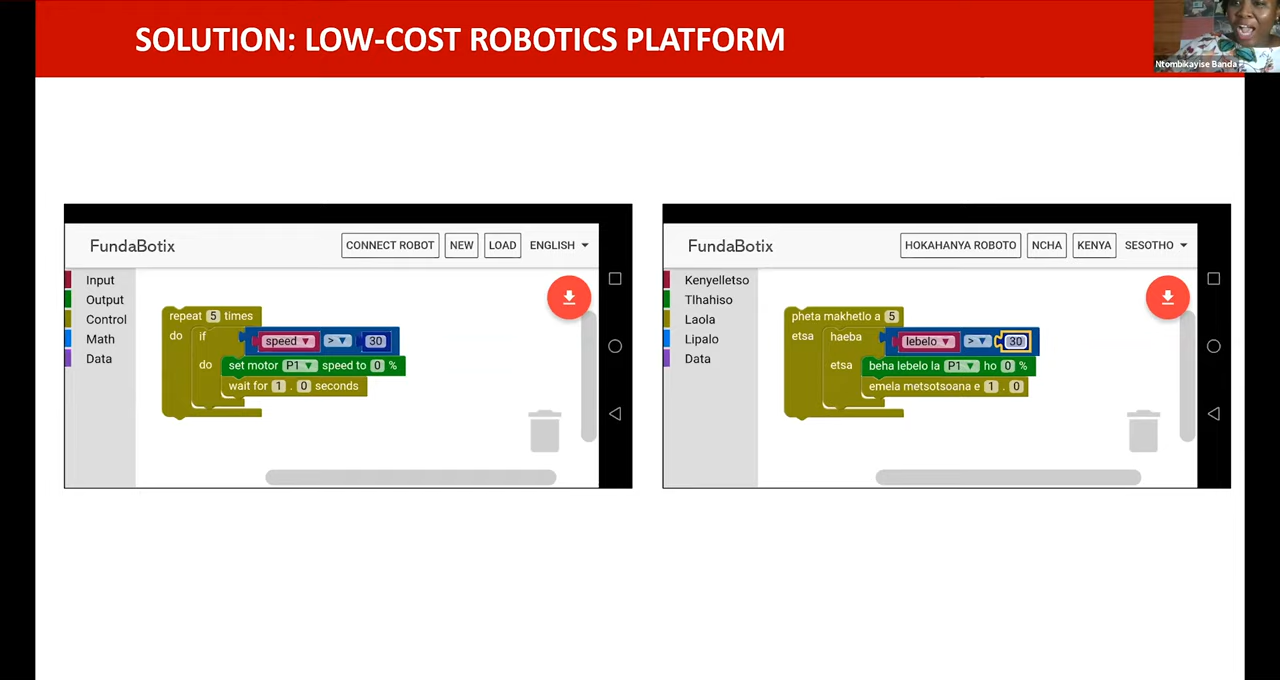 SOLUTION: LOW-COST ROBOTICS PLATFORM
Ntombikayise Banda
FundaBotix
CONNECT ROBOT NEW LOAD ENGLISH
Input
Output
Control
Math
Data
repeat 5 times
do if speed > 30
do set motor P1 speed to 0 %
wait for 1 . 0 seconds
FundaBotix
HOKAHANYA ROBOTO NCHA KENYA SESOTHO
Kenyelletso
Tlhahiso
Laola
Lipalo
Data
pheta makhetlo a 5
etsa haeba lebelo > 30
etsa beha lebelo la P1 ho 0 %
emela metsotsoana e 1 . 0